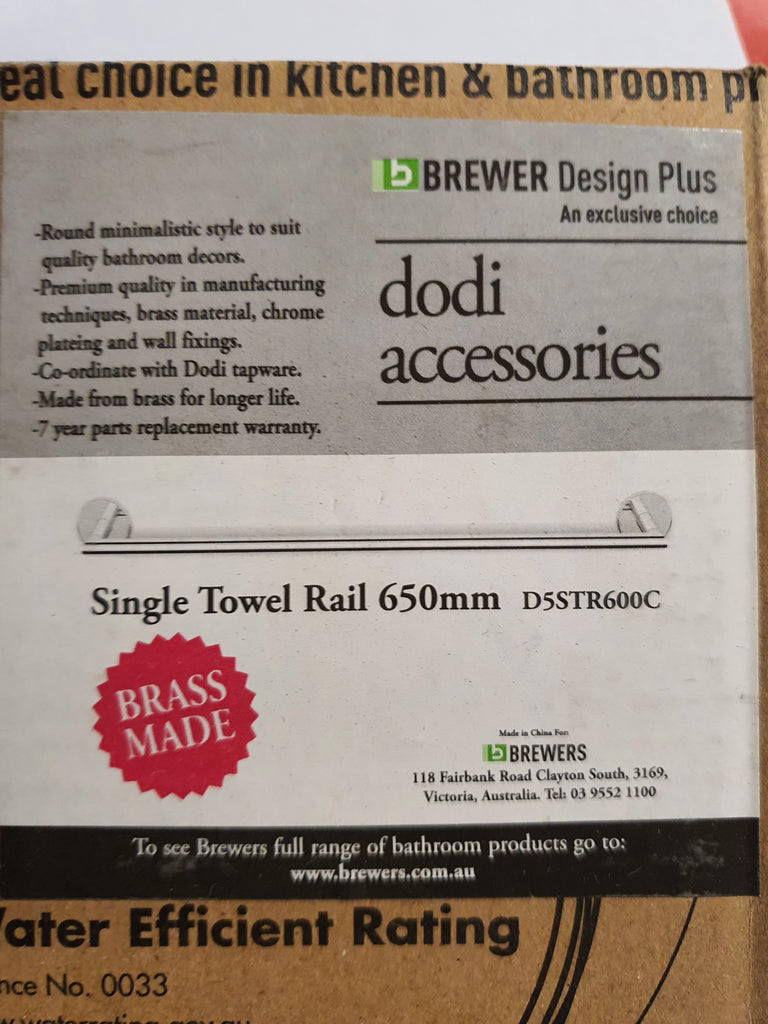 choice in kitchen & bathroom
BREWER Design Plus
An exclusive choice
dodi
accessories
-Round minimalistic style to suit
quality bathroom decors.
-Premium quality in manufacturing
techniques, brass material, chrome
plateing and wall fixings.
-Co-ordinate with Dodi tapware.
-Made from brass for longer life.
-7 year parts replacement warranty.
Single Towel Rail 650mm D5STR600C
BRASS
MADE
Made in China For:
BREWERS
118 Fairbank Road Clayton South, 3169,
Victoria, Australia. Tel: 03 9552 1100
To see Brewers full range of bathroom products go to:
www.brewers.com.au
Efficient Rating
No. 0033